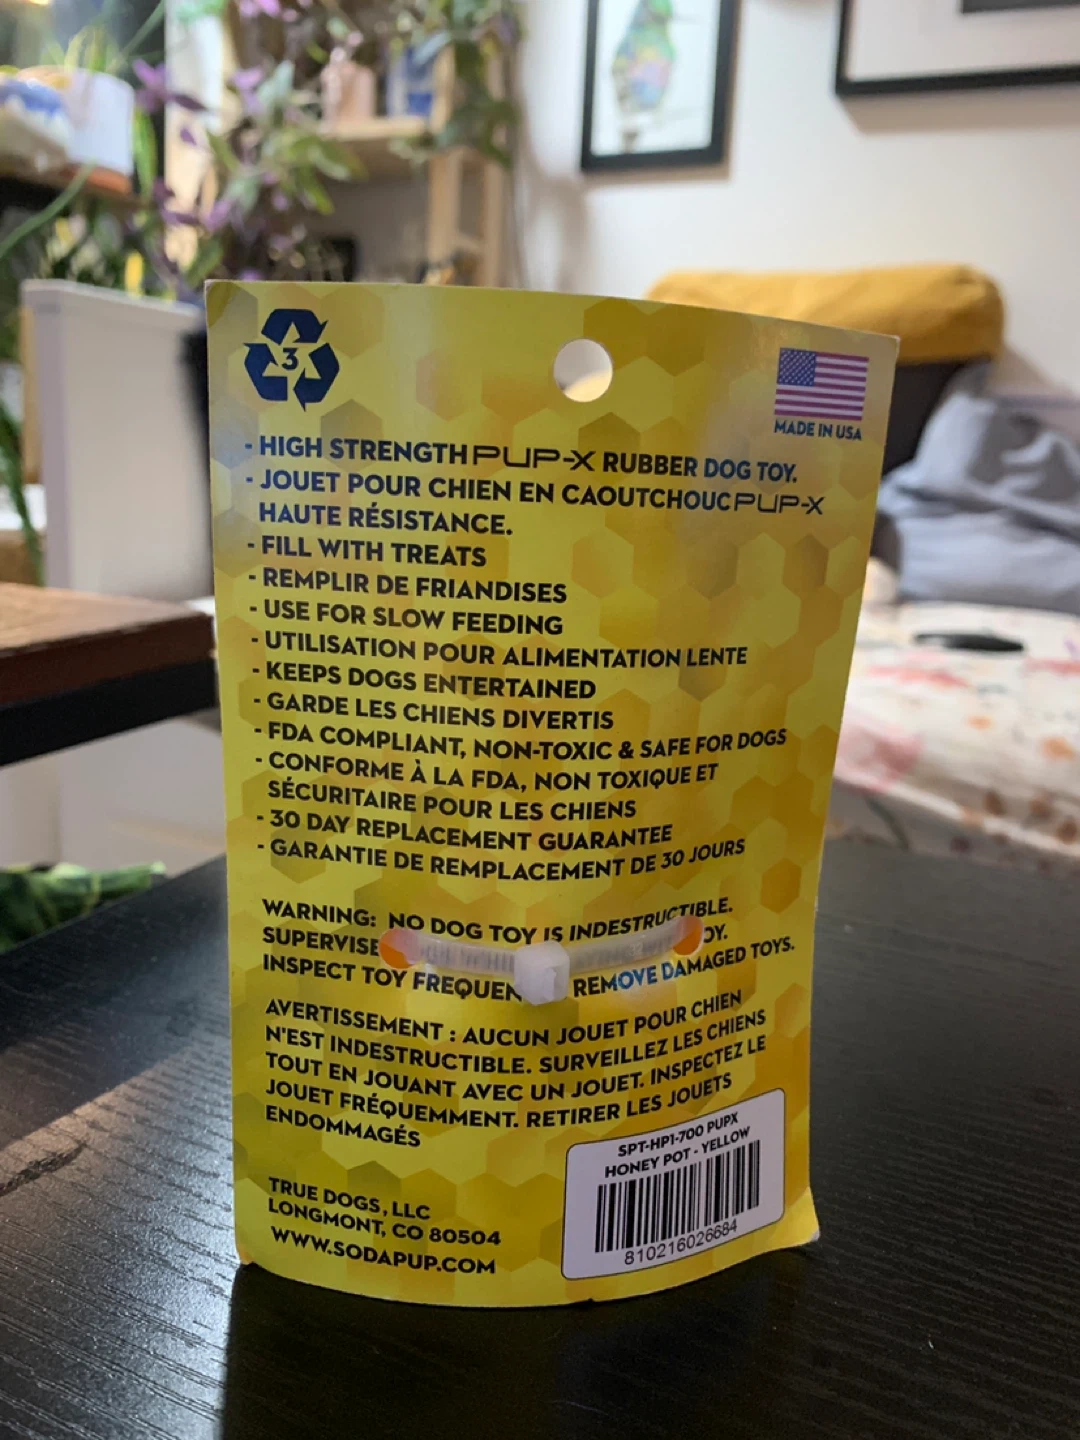 3
MADE IN USA
- HIGH STRENGTH PUP-X RUBBER DOG TOY.
- JOUET POUR CHIEN EN CAOUTCHOUC PUP-X
HAUTE RÉSISTANCE.
- FILL WITH TREATS
- REMPLIR DE FRIANDISES
- USE FOR SLOW FEEDING
- UTILISATION POUR ALIMENTATION LENTE
- KEEPS DOGS ENTERTAINED
- GARDE LES CHIENS DIVERTIS
- FDA COMPLIANT, NON-TOXIC & SAFE FOR DOGS
- CONFORME À LA FDA, NON TOXIQUE ET
SÉCURITAIRE POUR LES CHIENS
- 30 DAY REPLACEMENT GUARANTEE
- GARANTIE DE REMPLACEMENT DE 30 JOURS
WARNING: NO DOG TOY IS INDESTRUCTIBLE.
SUPERVISE
INSPECT TOY REMOVE DAMAGED TOYS.
AVERTISSEMENT : AUCUN JOUET POUR CHIEN
N'EST INDESTRUCTIBLE. SURVEILLEZ LES CHIENS
TOUT EN JOUANT AVEC UN JOUET. INSPECTEZ LE
JOUET FRÉQUEMMENT. RETIRER LES JOUETS
ENDOMMAGÉS
TRUE DOGS, LLC
LONGMONT, CO 80504
WWW.SODAPUP.COM
SPT-HP1-700 PUPX
HONEY POT - YELLOW
810216026684